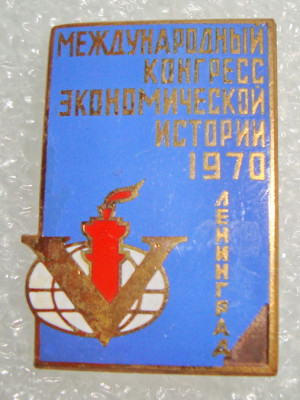 МЕЖДУНАРОДНЫЙ
КОНГРЕСС
ЭКОНОМИЧЕСКОЙ
ИСТОРИИ
1970
ЛЕНИНГРАД
V